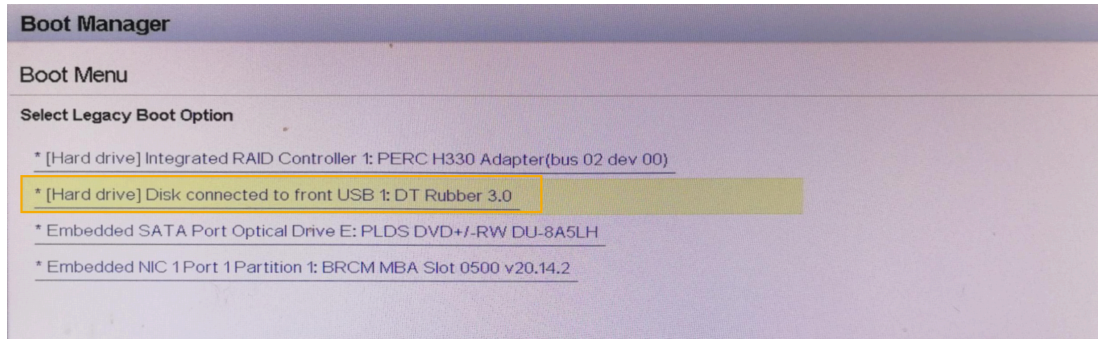 Boot Manager
Boot Menu
Select Legacy Boot Option
* [Hard drive] Integrated RAID Controller 1: PERC H330 Adapter(bus 02 dev 00)
* [Hard drive] Disk connected to front USB 1: DT Rubber 3.0
* Embedded SATA Port Optical Drive E: PLDS DVD+/-RW DU-8A5LH
* Embedded NIC 1 Port 1 Partition 1: BRCM MBA Slot 0500 v20.14.2